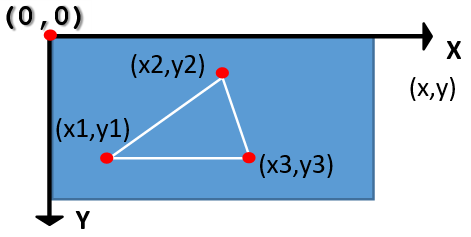 (0,0)
X
(x2,y2)
(x,y)
(x1,y1)
(x3,y3)
Y